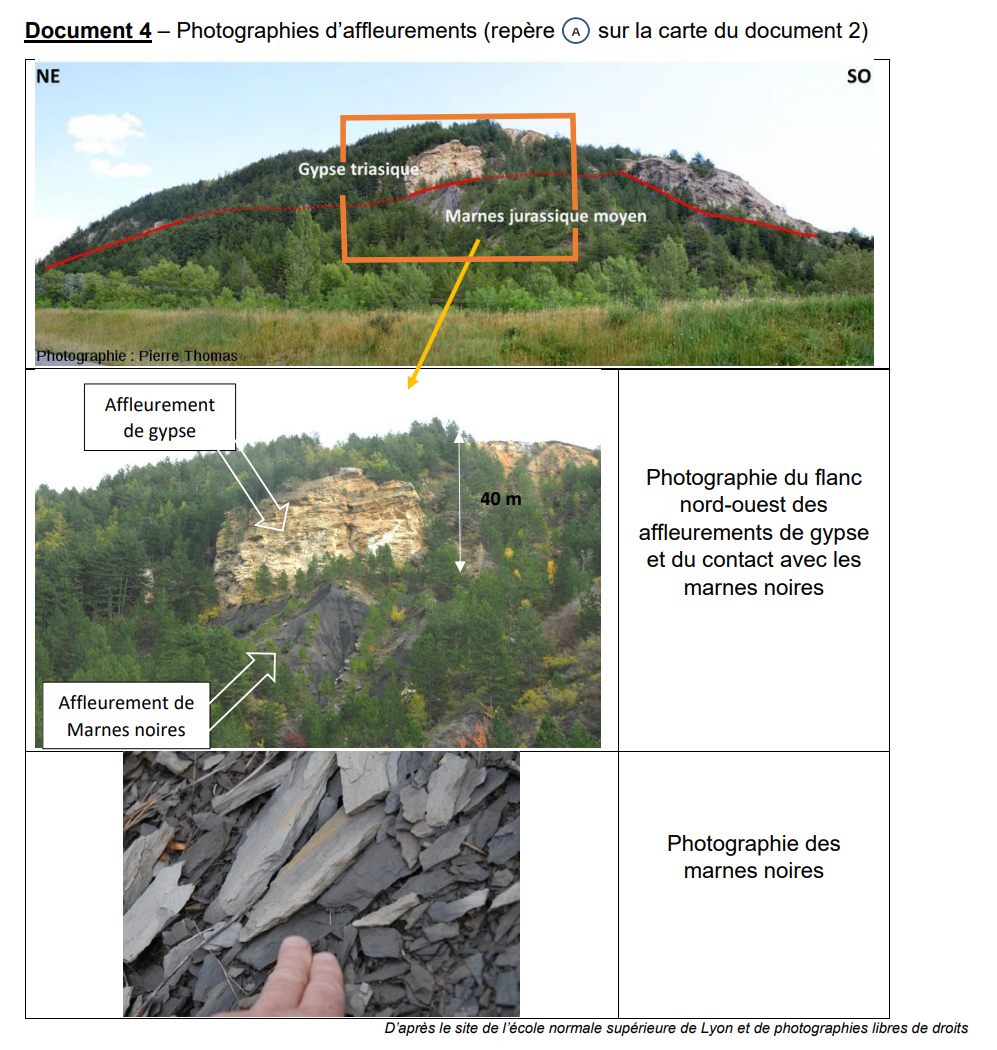 Document 4 – Photographies d’affleurements (repère A sur la carte du document 2)
NE
SO
Gypse triasique
Marnes jurassique moyen
Photographie : Pierre Thomas
Affleurement
de gypse
40 m
Affleurement de
Marnes noires
Photographie du flanc
nord-ouest des
affleurements de gypse
et du contact avec les
marnes noires
Photographie des
marnes noires
D’après le site de l’école normale supérieure de Lyon et de photographies libres de droits